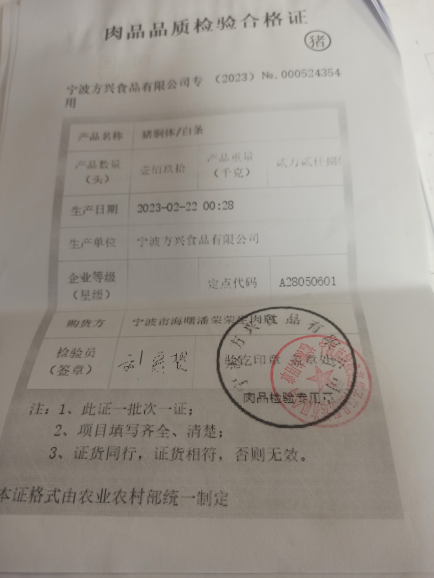 肉品品质检验合格证
猪
宁波方兴食品有限公司专 （2023）No.000524354
用
产品名称 猪胴体/白条
产品数量 壹佰玖拾 产品重量 贰万贰仟捌
（头） （千克）
生产日期 2023-02-22 00:28
生产单位 宁波方兴食品有限公司
企业等级 定点代码 A28050601
（星级）
购货方 宁波市海曙潘荣荣生肉
检验员
（签章） 验讫印章
肉品检验专用
注：1、此证一批次一证；
2、项目填写齐全、清楚；
3、证货同行，证货相符，否则无效。
本证格式由农业农村部统一制定